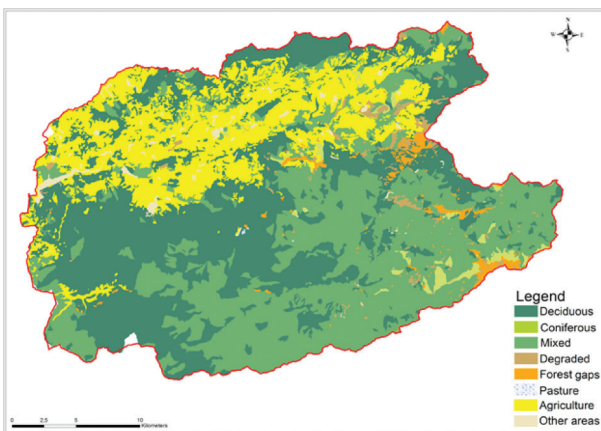 N
W E
S
Legend
Deciduous
Coniferous
Mixed
Degraded
Forest gaps
Pasture
Agriculture
Other areas
0 2,5 5 10
Kilometers